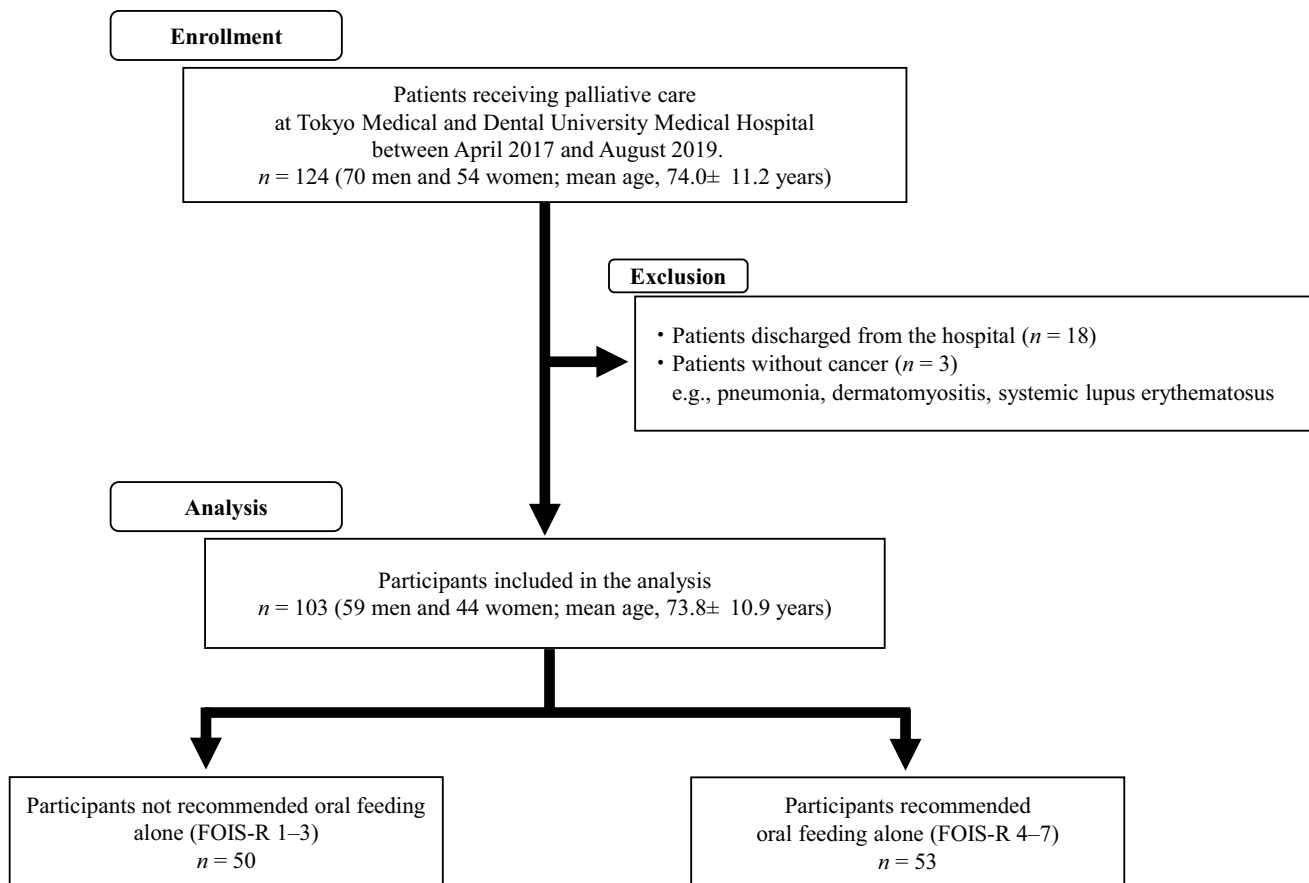 Enrollment
Patients receiving palliative care
at Tokyo Medical and Dental University Medical Hospital
between April 2017 and August 2019.
n = 124 (70 men and 54 women; mean age, 74.0± 11.2 years)
Exclusion
・Patients discharged from the hospital (n = 18)
・Patients without cancer (n = 3)
e.g., pneumonia, dermatomyositis, systemic lupus erythematosus
Analysis
Participants included in the analysis
n = 103 (59 men and 44 women; mean age, 73.8± 10.9 years)
Participants not recommended oral feeding
alone (FOIS-R 1–3)
n = 50
Participants recommended
oral feeding alone (FOIS-R 4–7)
n = 53